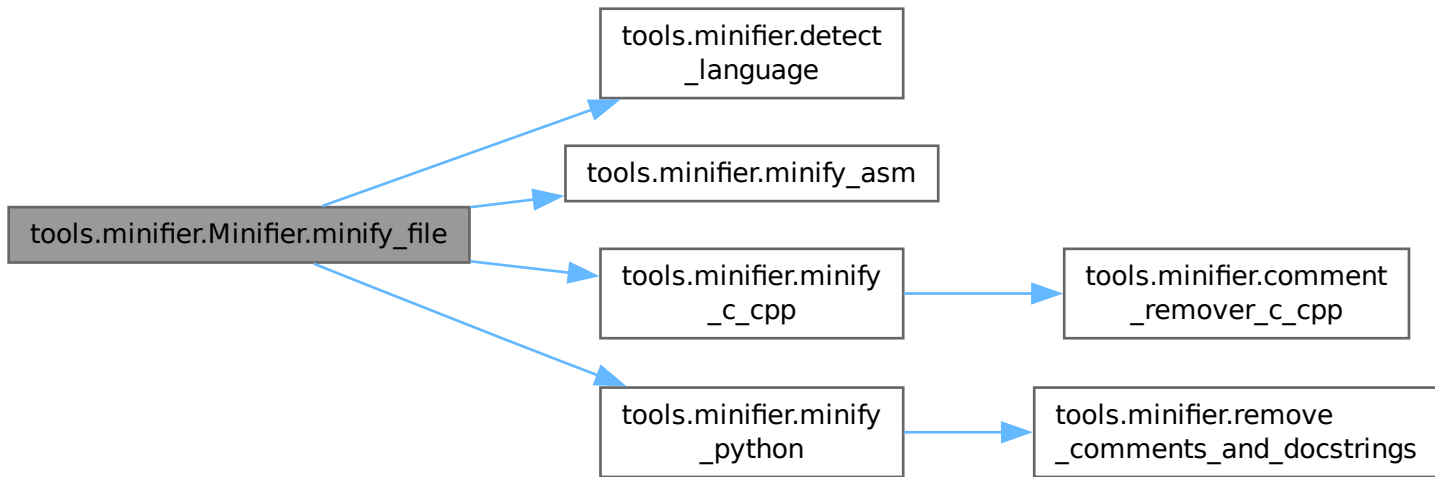 tools.minifier.Minifier.minify_file
tools.minifier.detect
_language
tools.minifier.minify_asm
tools.minifier.minify
_c_cpp
tools.minifier.comment
_remover_c_cpp
tools.minifier.minify
_python
tools.minifier.remove
_comments_and_docstrings